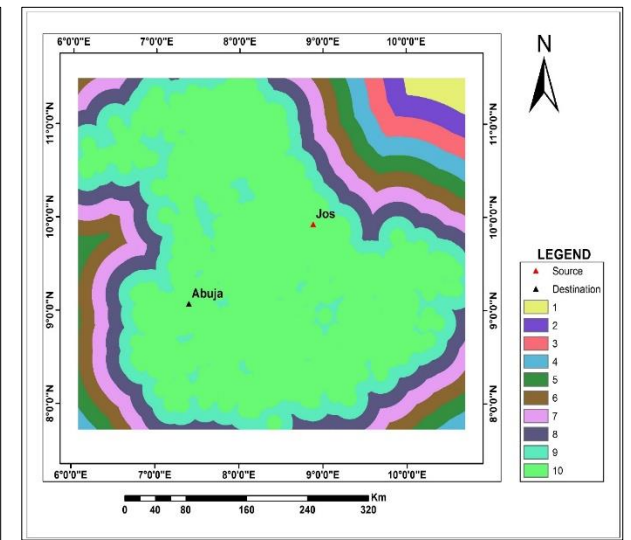 6°0'0"E 7°0'0"E 8°0'0"E 9°0'0"E 10°0'0"E
N
11°0'0"N
11°0'0"N
10°0'0"N
10°0'0"N
9°0'0"N
9°0'0"N
8°0'0"N
8°0'0"N
Jos
Abuja
LEGEND
Source
Destination
1
2
3
4
5
6
7
8
9
10
6°0'0"E 7°0'0"E 8°0'0"E 9°0'0"E 10°0'0"E
Km
0 40 80 160 240 320